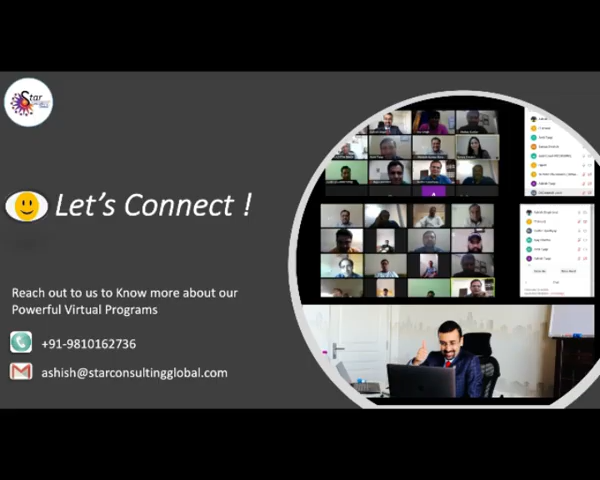 Star
Let's Connect !
Reach out to us to Know more about our
Powerful Virtual Programs
+91-9810162736
ashish@starconsultingglobal.com